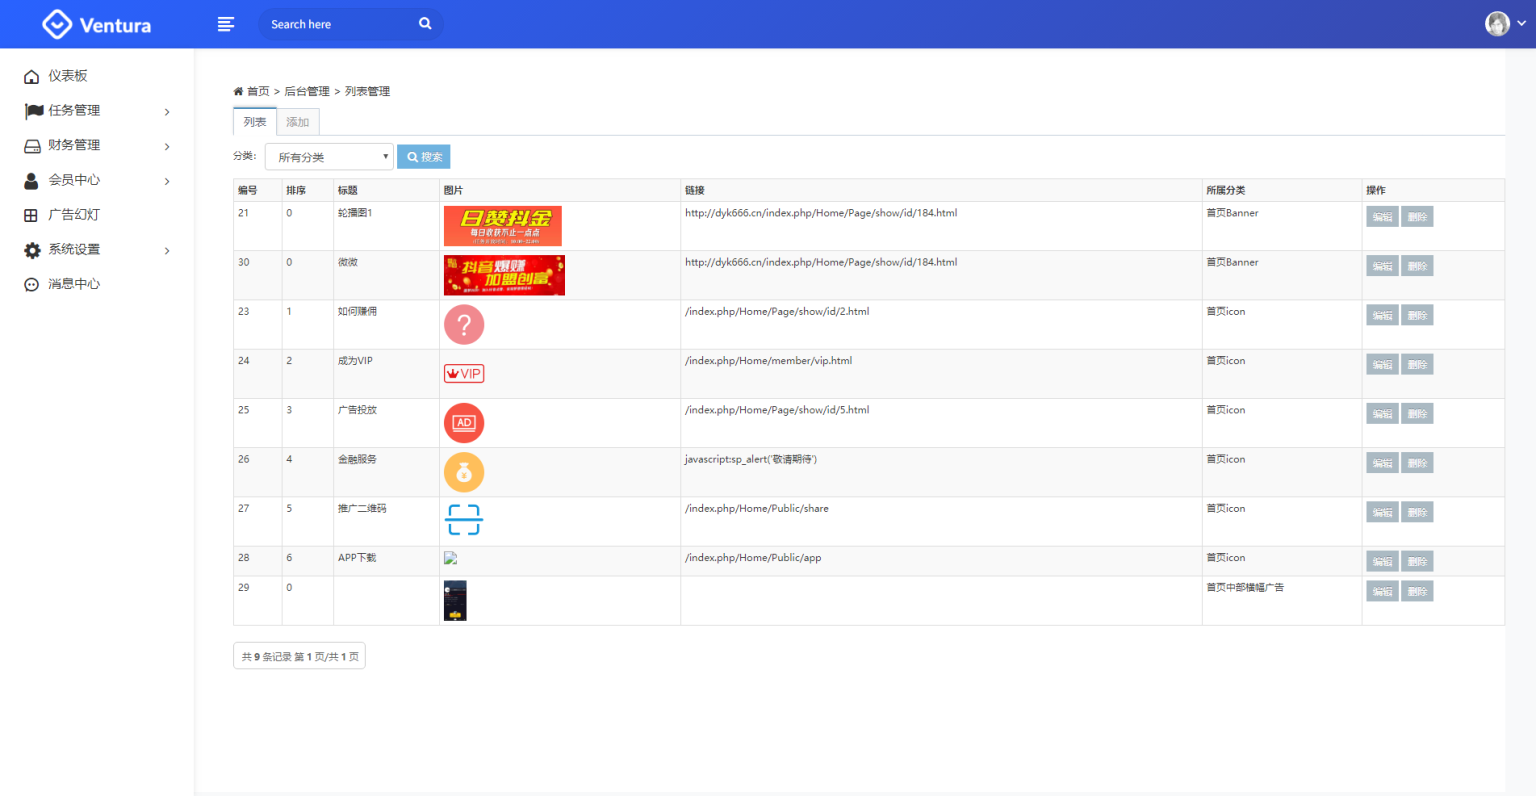 Ventura
Search here
仪表板
任务管理
财务管理
会员中心
广告幻灯
系统设置
消息中心
首页 > 后台管理 > 列表管理
列表 添加
分类: 所有分类 搜索
编号 排序 标题 图片 链接 所属分类 操作
21 0 轮播图1 http://dyk666.cn/index.php/Home/Page/show/id/184.html 首页Banner 编辑 删除
日赞抖金
每日收获不止一点点
30 0 微微 http://dyk666.cn/index.php/Home/Page/show/id/184.html 首页Banner 编辑 删除
抖音爆赚
加盟创富
23 1 如何赚佣 ? /index.php/Home/Page/show/id/2.html 首页icon 编辑 删除
24 2 成为VIP VIP /index.php/Home/member/vip.html 首页icon 编辑 删除
25 3 广告投放 AD /index.php/Home/Page/show/id/5.html 首页icon 编辑 删除
26 4 金融服务 ¥ javascript:sp_alert('敬请期待') 首页icon 编辑 删除
27 5 推广二维码 /index.php/Home/Public/share 首页icon 编辑 删除
28 6 APP下载 /index.php/Home/Public/app 首页icon 编辑 删除
29 0 首页中部横幅广告 编辑 删除
共 9 条记录 第 1 页/共 1 页